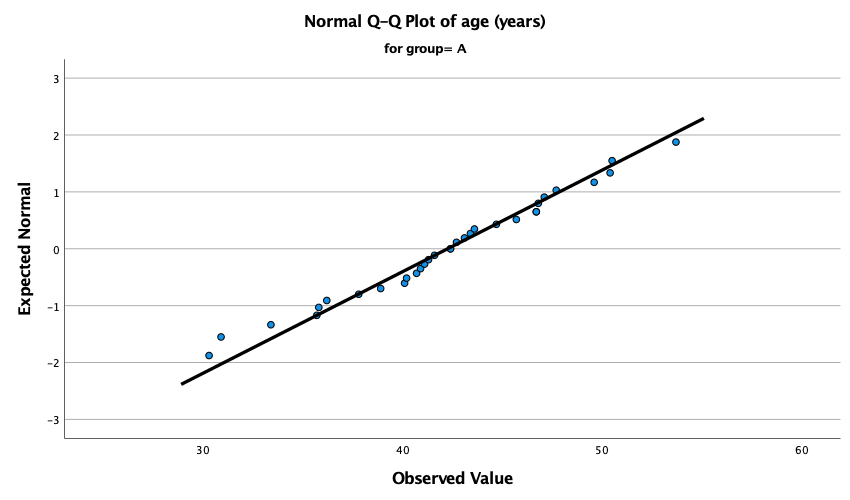 Normal Q-Q Plot of age (years)
for group= A
3
2
1
0
-1
-2
-3
Expected Normal
30 40 50 60
Observed Value